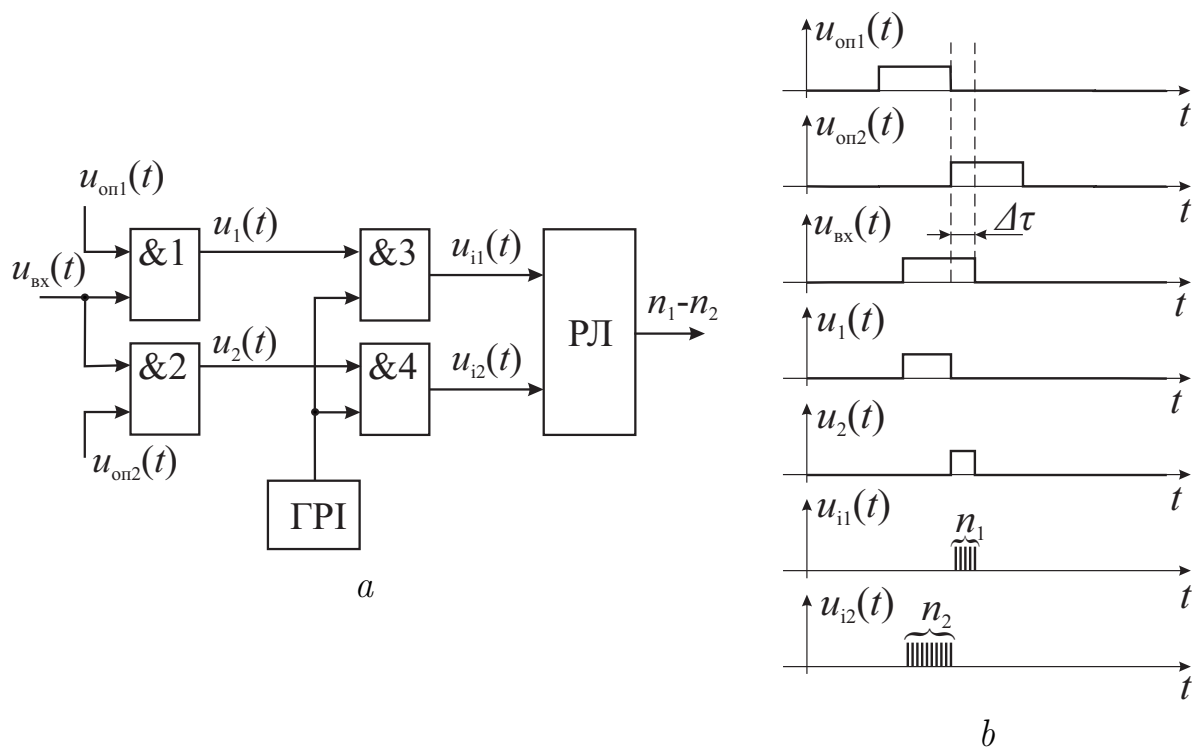 u_оп1(t)
u_вх(t)
&1
u_1(t)
&3
u_i1(t)
РЛ
n_1-n_2
&2
u_2(t)
&4
u_i2(t)
u_оп2(t)
ГРІ
a
u_оп1(t)
t
u_оп2(t)
t
u_вх(t)
Δτ
t
u_1(t)
t
u_2(t)
t
u_i1(t)
n_1
t
u_i2(t)
n_2
t
b